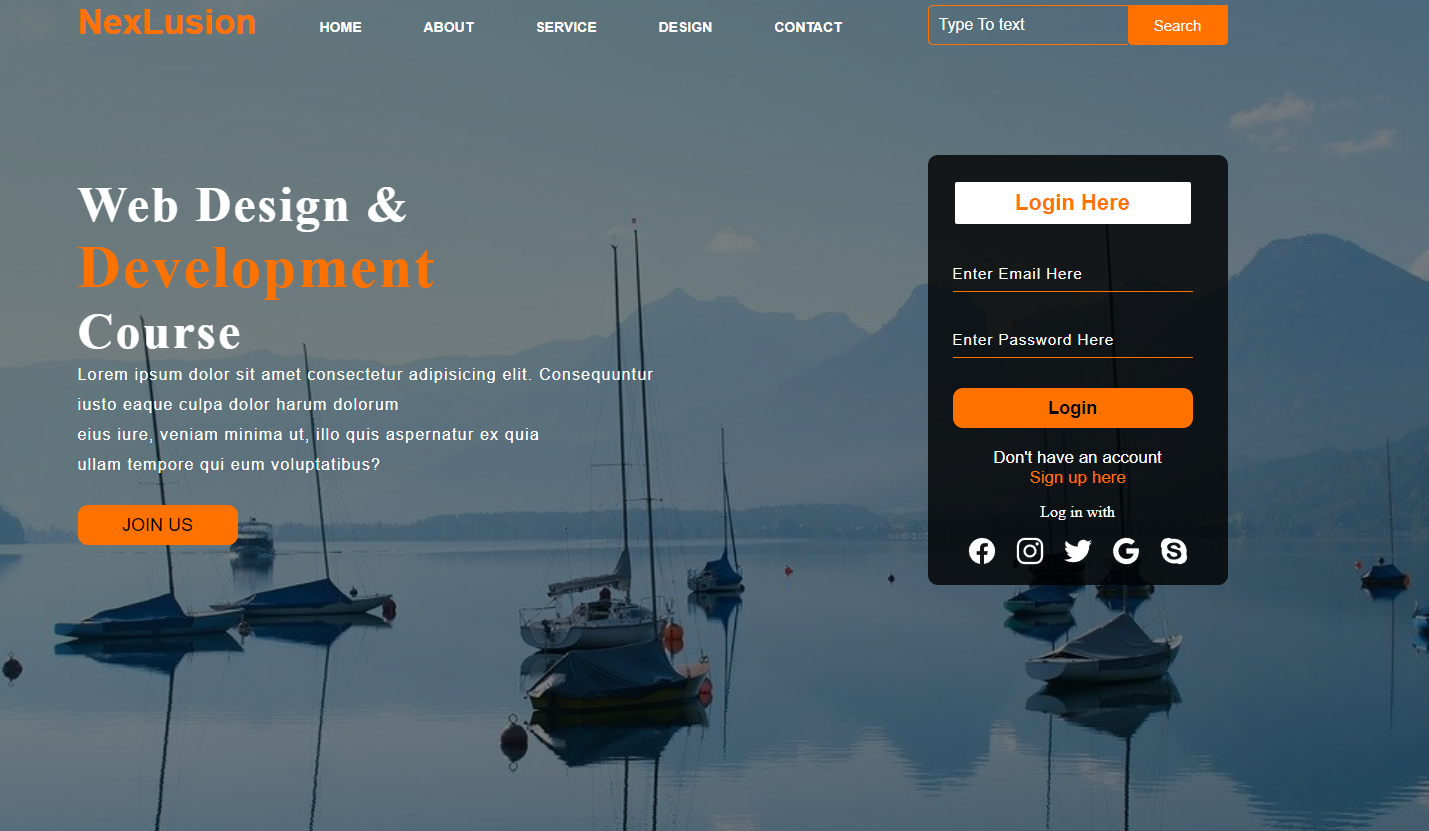 NexLusion HOME ABOUT SERVICE DESIGN CONTACT Type To text Search
Web Design &
Development
Course
Lorem ipsum dolor sit amet consectetur adipisicing elit. Consequuntur
iusto eaque culpa dolor harum dolorum
eius iure, veniam minima ut, illo quis aspernatur ex quia
ullam tempore qui eum voluptatibus?
JOIN US
Login Here
Enter Email Here
Enter Password Here
Login
Don't have an account
Sign up here
Log in with